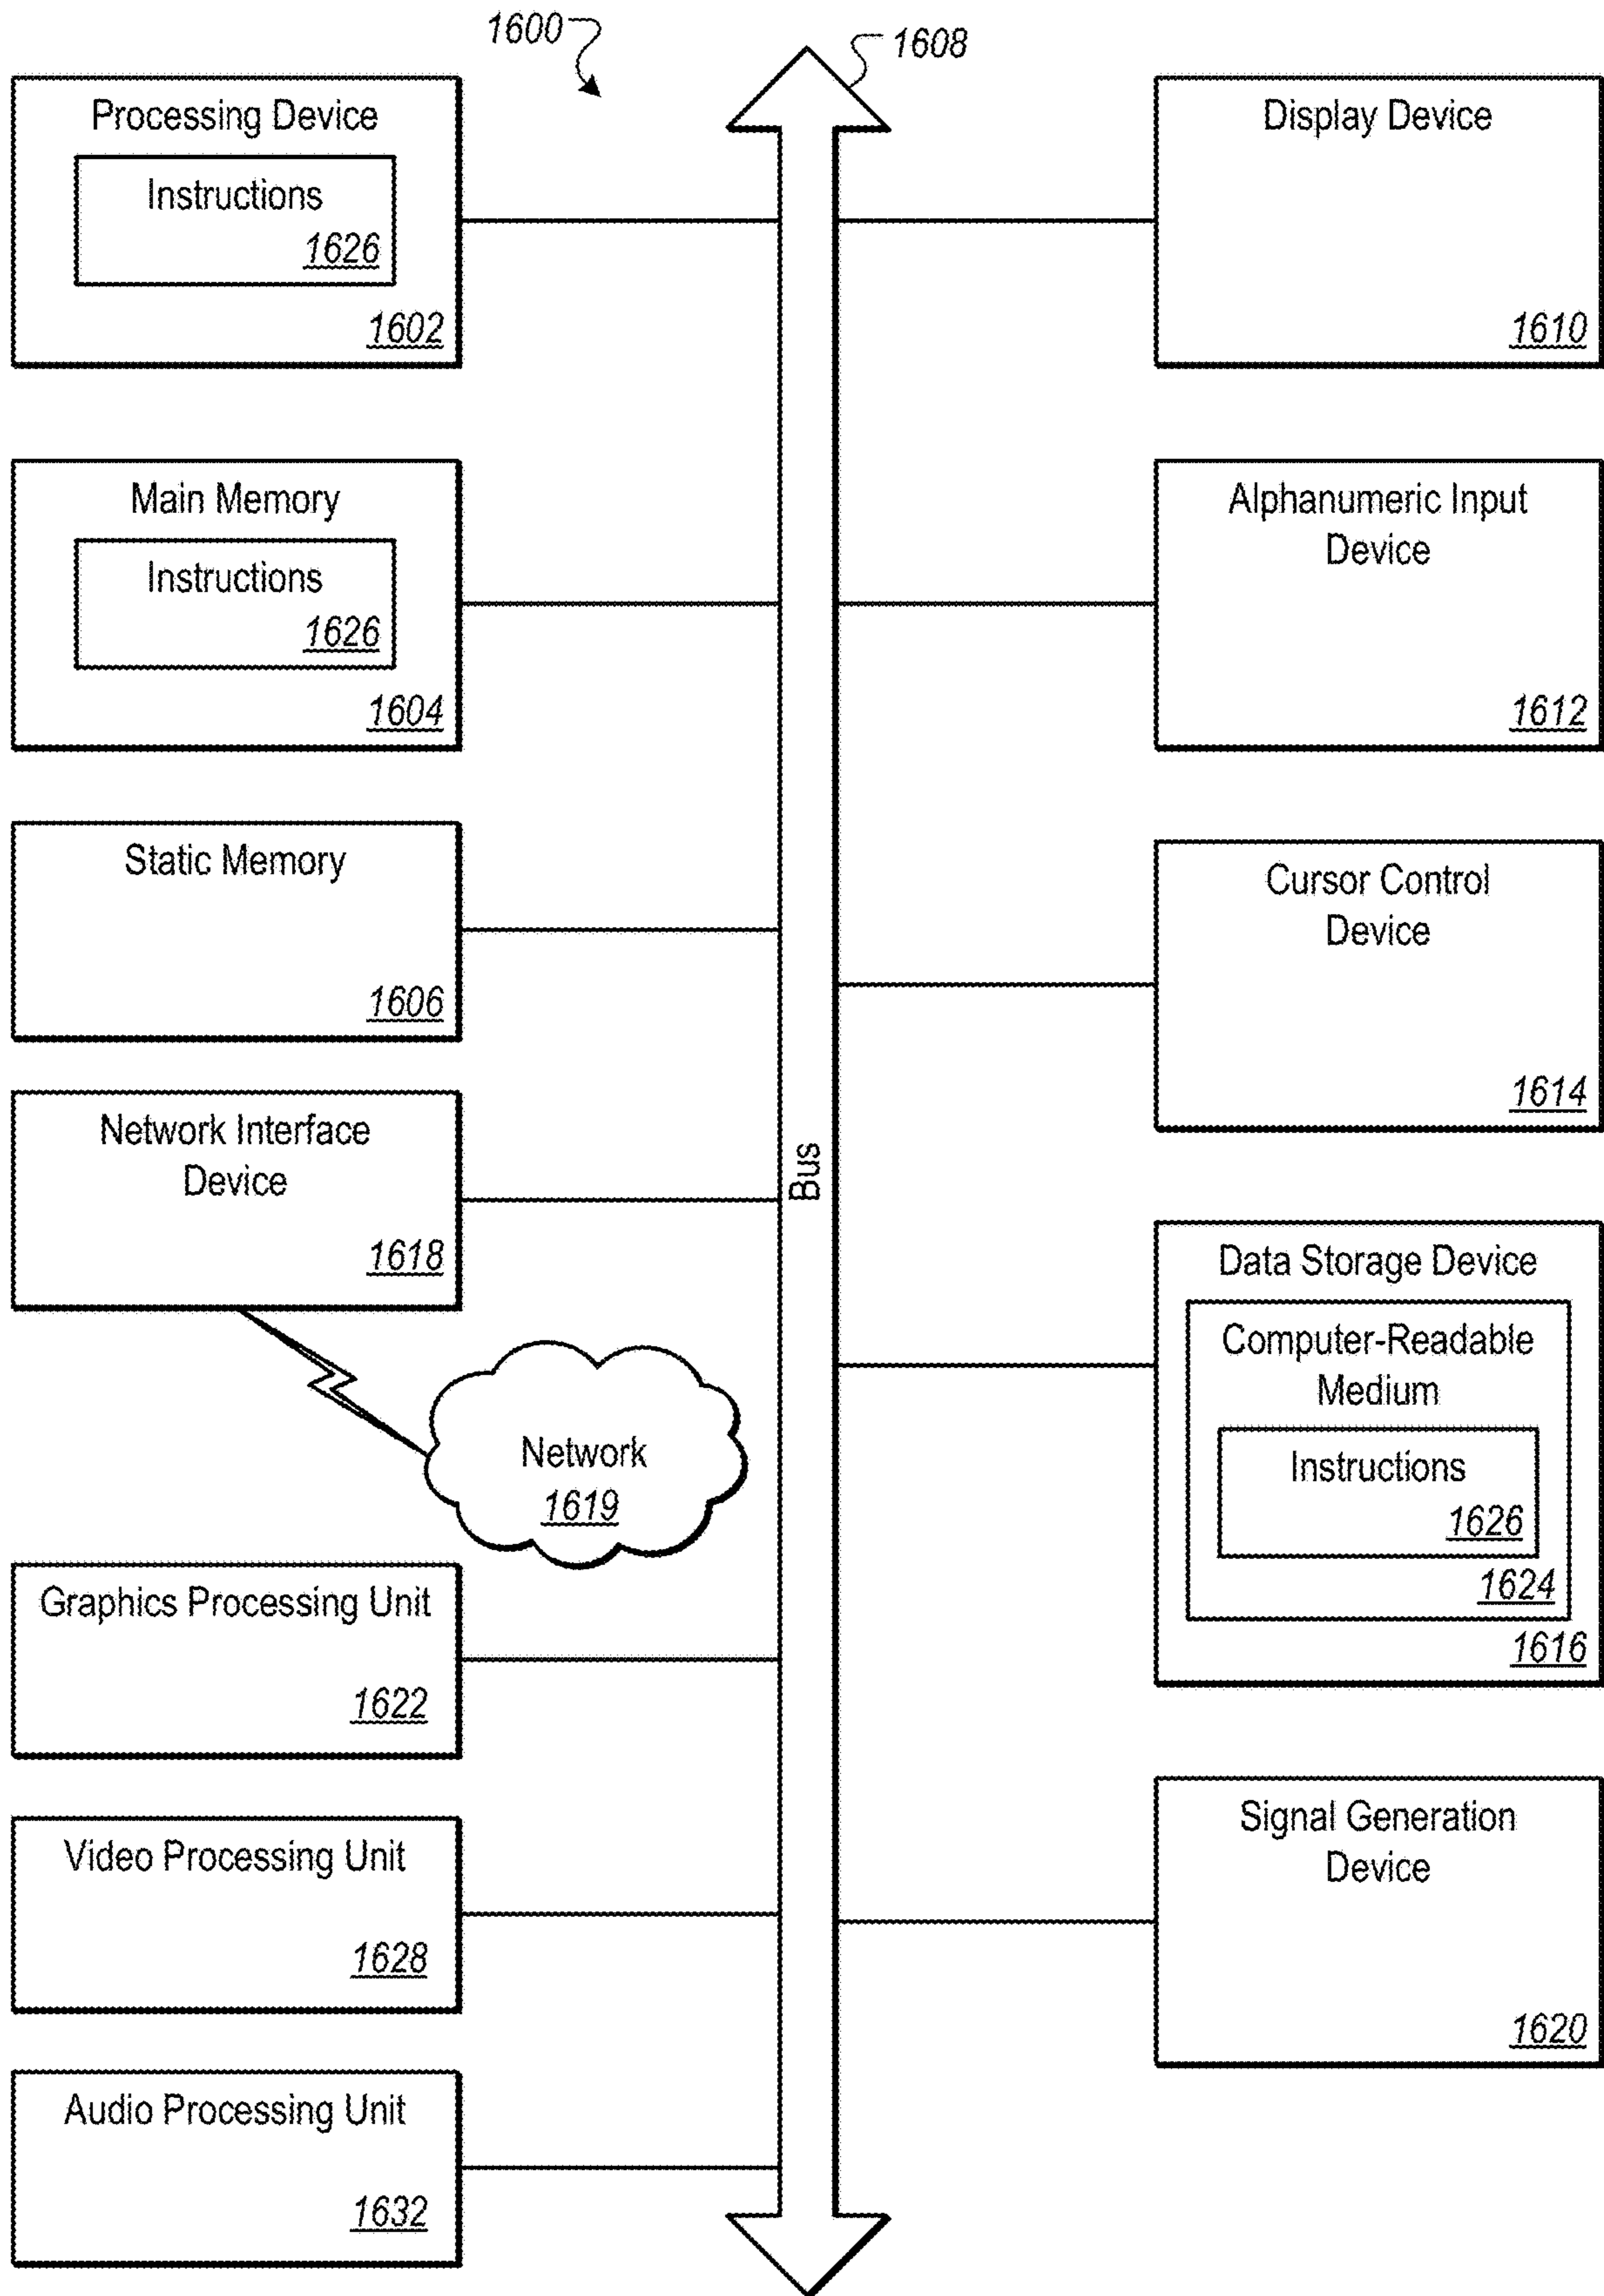 1600
1608
Processing Device
Instructions
1626
1602
Main Memory
Instructions
1626
1604
Static Memory
1606
Network Interface
Device
1618
Network
1619
Graphics Processing Unit
1622
Video Processing Unit
1628
Audio Processing Unit
1632
Bus
Display Device
1610
Alphanumeric Input
Device
1612
Cursor Control
Device
1614
Data Storage Device
Computer-Readable
Medium
Instructions
1626
1624
1616
Signal Generation
Device
1620